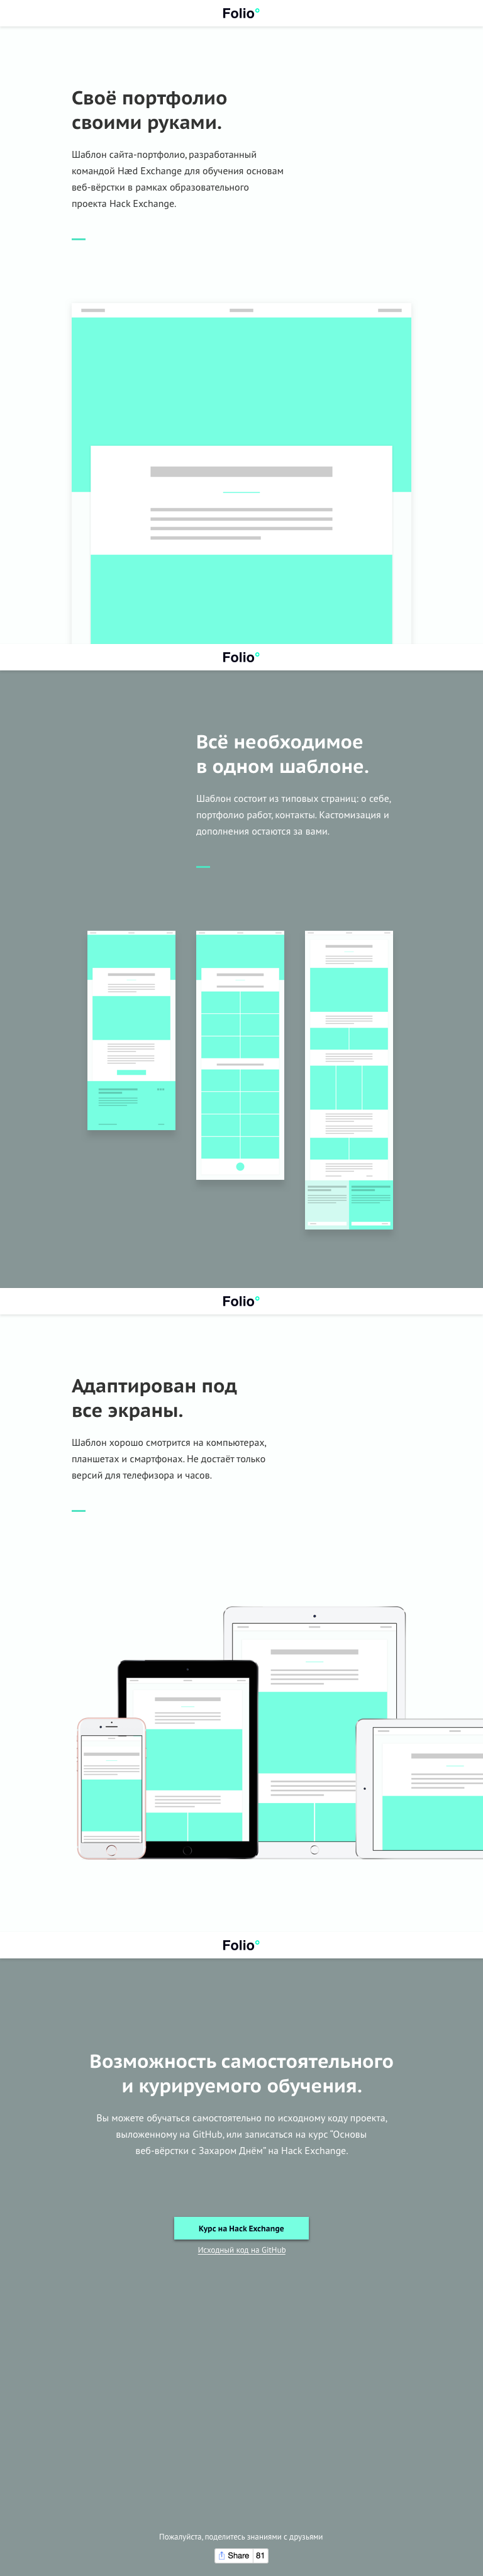 Folio
Своё портфолио
своими руками.
Шаблон сайта-портфолио, разработанный
командой Hæd Exchange для обучения основам
веб-вёрстки в рамках образовательного
проекта Hack Exchange.
Folio
Всё необходимое
в одном шаблоне.
Шаблон состоит из типовых страниц: о себе,
портфолио работ, контакты. Кастомизация и
дополнения остаются за вами.
Folio
Адаптирован под
все экраны.
Шаблон хорошо смотрится на компьютерах,
планшетах и смартфонах. Не достаёт только
версий для телефизора и часов.
Folio
Возможность самостоятельного
и курируемого обучения.
Вы можете обучаться самостоятельно по исходному коду проекта,
выложенному на GitHub, или записаться на курс “Основы
веб-вёрстки с Захаром Днём” на Hack Exchange.
Курс на Hack Exchange
Исходный код на GitHub
Пожалуйста, поделитесь знаниями с друзьями
Share 81